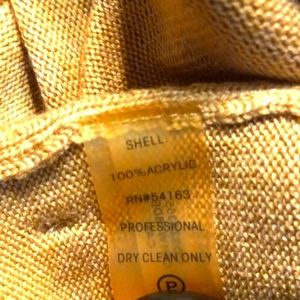 SHELL:
100% ACRYLIC
RN#54163
PROFESSIONAL
DRY CLEAN ONLY
P